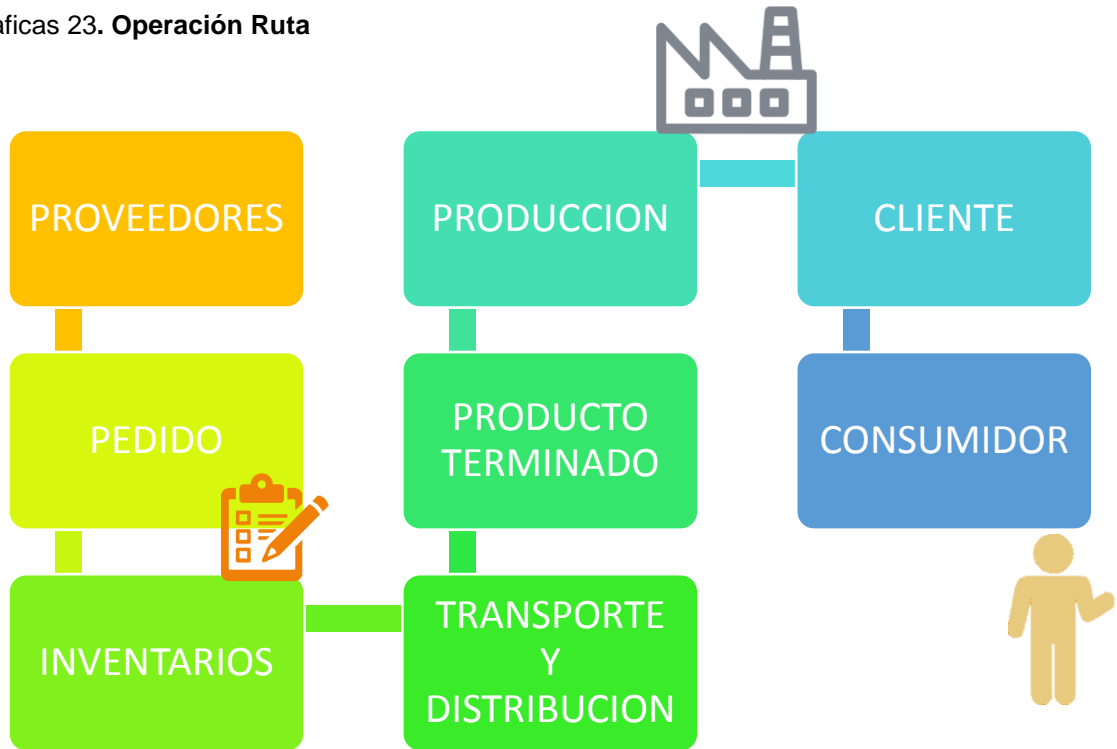 aficas 23. Operación Ruta
PROVEEDORES
PEDIDO
INVENTARIOS
TRANSPORTE
Y
DISTRIBUCION
PRODUCTO
TERMINADO
PRODUCCION
CLIENTE
CONSUMIDOR